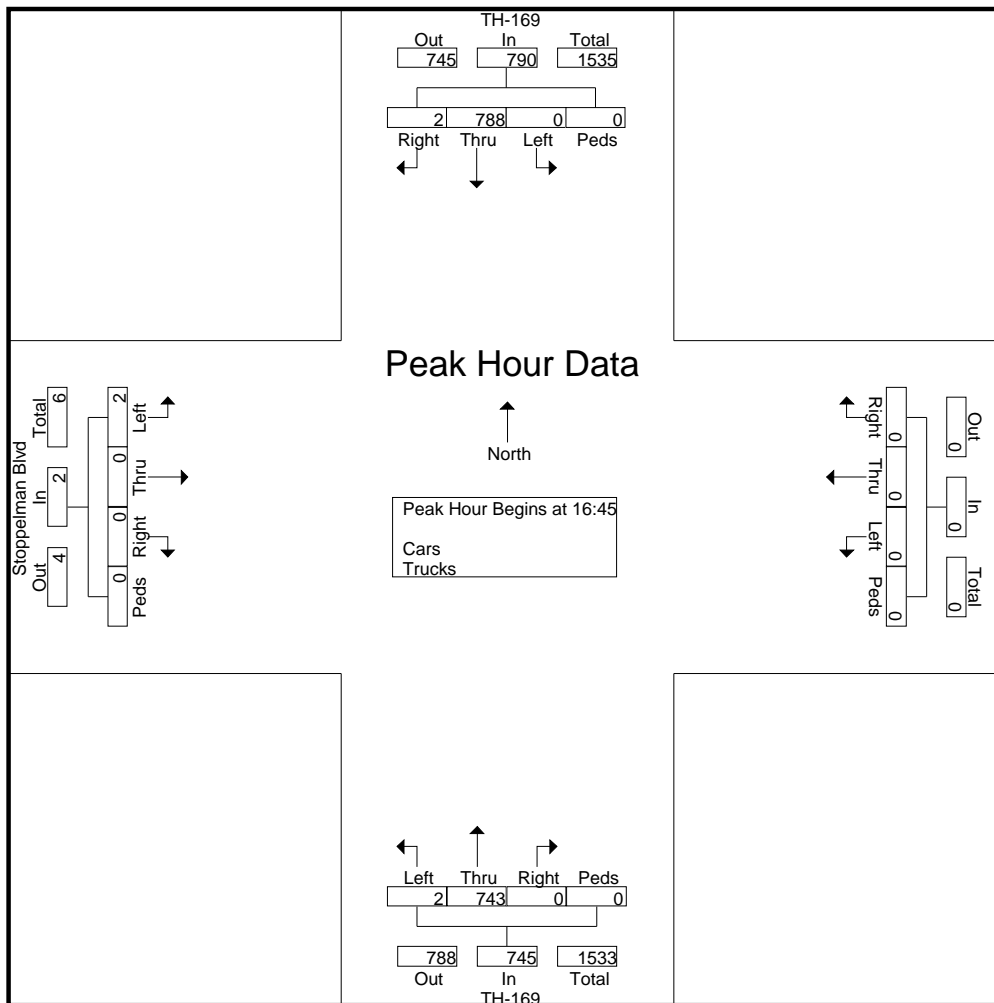 TH-169
Out In Total
745 790 1535
2 788 0 0
Right Thru Left Peds
Peak Hour Data
North
Peak Hour Begins at 16:45
Cars
Trucks
Stoppelman Blvd
Out In Total
4 2 6
2 0 0 0
Left Thru Right Peds
Out In Total
0 0 0
Right Thru Left Peds
0 0 0 0
Left Thru Right Peds
2 743 0 0
788 745 1533
Out In Total
TH-169